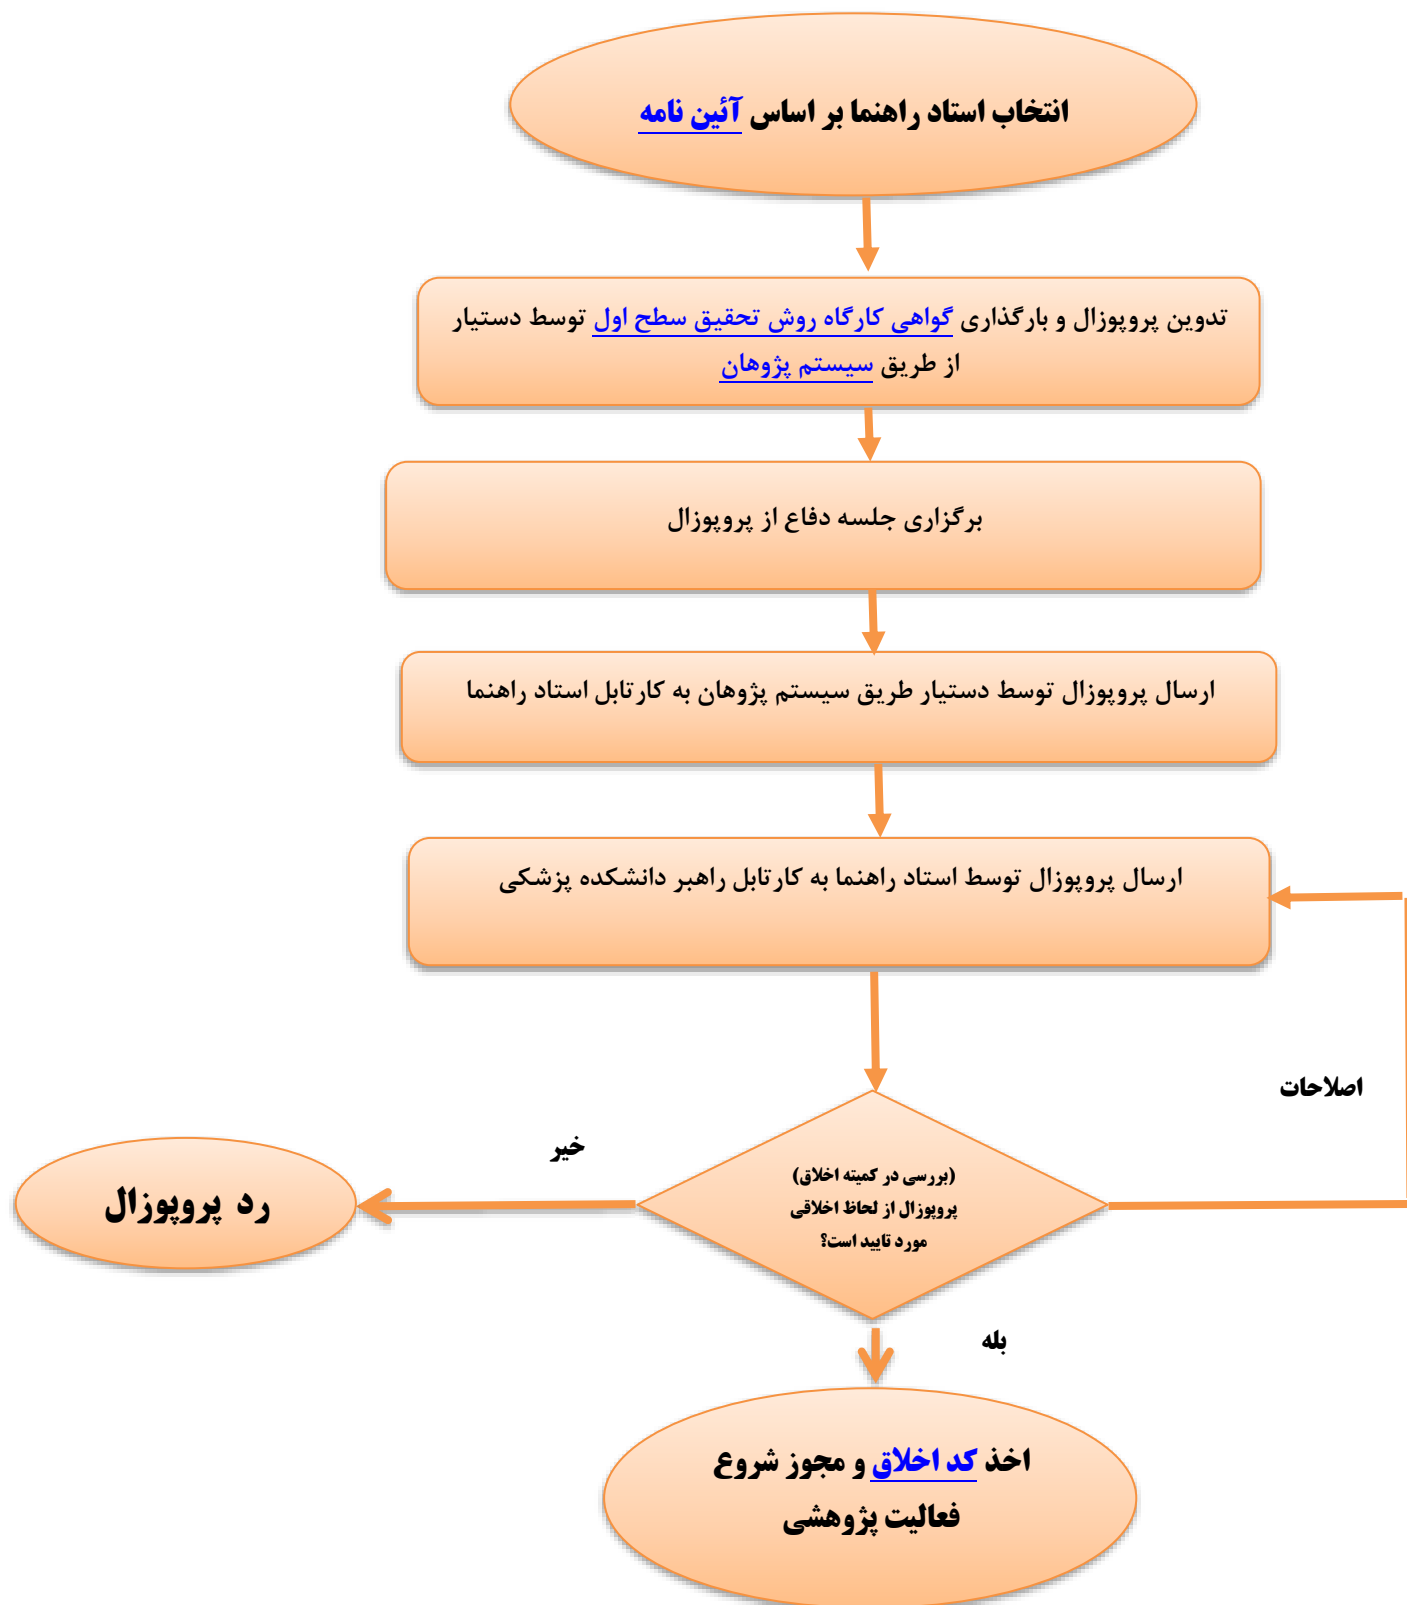 انتخاب استاد راهنما بر اساس آئین نامه
تدوین پروپوزال و بارگذاری گواهی کارگاه روش تحقیق سطح اول توسط دستیار
از طریق سیستم پژوهان
برگزاری جلسه دفاع از پروپوزال
ارسال پروپوزال توسط دستیار طریق سیستم پژوهان به کارتابل استاد راهنما
ارسال پروپوزال توسط استاد راهنما به کارتابل راهبر دانشکده پزشکی
اصلاحات
خیر
(بررسی در کمیته اخلاق)
پروپوزال از لحاظ اخلاقی
مورد تایید است؟
رد پروپوزال
بله
اخذ کد اخلاق و مجوز شروع
فعالیت پژوهشی